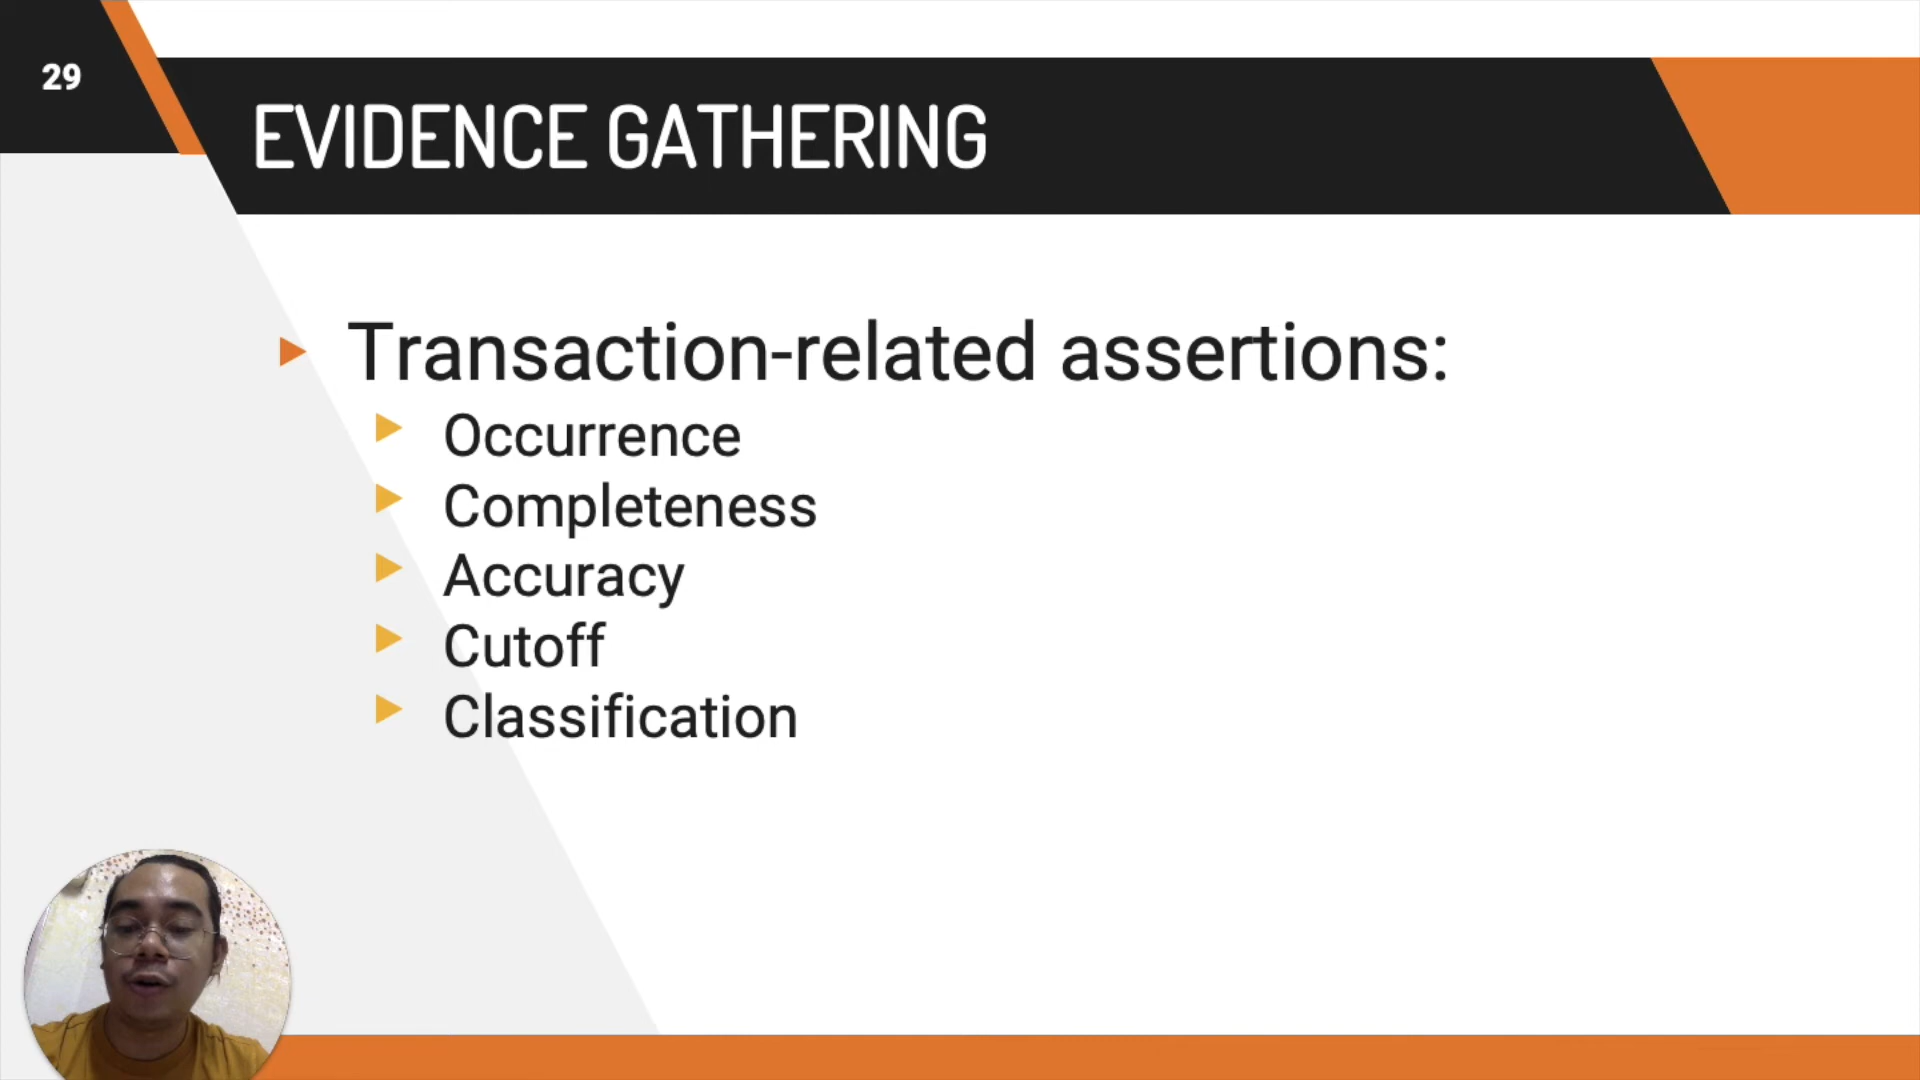 29
EVIDENCE GATHERING
Transaction-related assertions:
Occurrence
Completeness
Accuracy
Cutoff
Classification